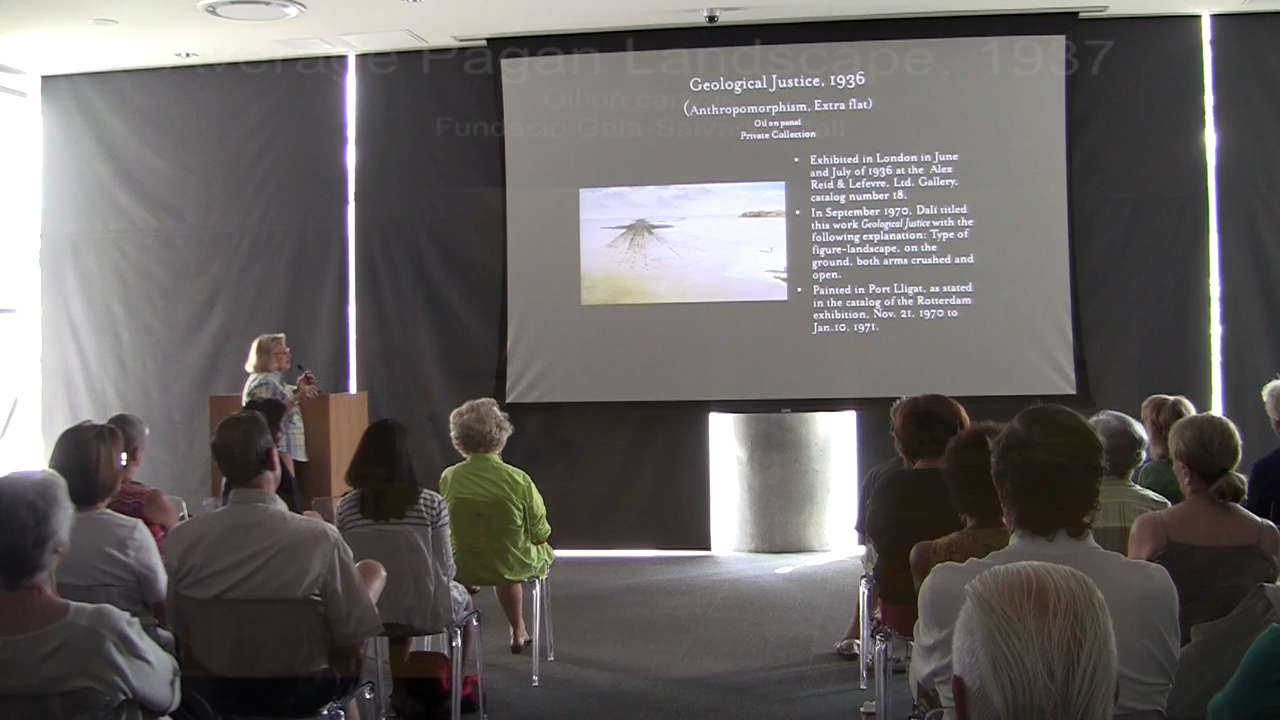 Average Pagan Landscape, 1937
Oil on can
Fundació Gala-Salvador Dalí
Geological Justice, 1936
(Anthropomorphism, Extra flat)
Oil on panel
Private Collection
• Exhibited in London in June
and July of 1936 at the Alex
Reid & Lefevre, Ltd. Gallery,
catalog number 18.
• In September 1970, Dalí titled
this work Geological Justice with the
following explanation: Type of
figure-landscape, on the
ground, both arms crushed and
open.
• Painted in Port Lligat, as stated
in the catalog of the Rotterdam
exhibition, Nov. 21, 1970 to
Jan.10, 1971.